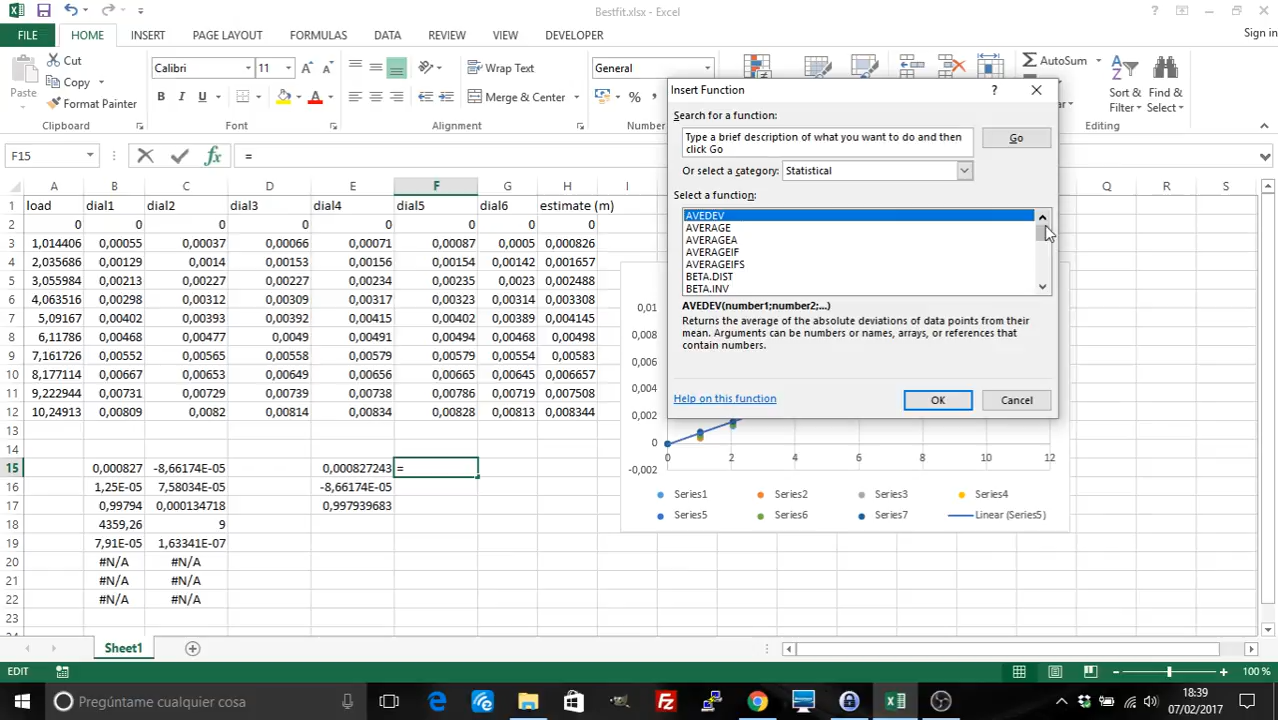 Bestfit.xlsx - Excel
FILE HOME INSERT PAGE LAYOUT FORMULAS DATA REVIEW VIEW DEVELOPER Sign in
Paste Cut Copy Format Painter
Calibri 11 Wrap Text General AutoSum
B I U Merge & Center % Sort & Filter Find & Select
Clipboard Font Alignment Number Editing
F15 fx =
A B C D E F G H I P Q R S
1 load dial1 dial2 dial3 dial4 dial5 dial6 estimate (m)
2 0 0 0 0 0 0 0 0
3 1,014406 0,00055 0,00037 0,00066 0,00071 0,00087 0,0005 0,000826
4 2,035686 0,00129 0,0014 0,00153 0,00156 0,00154 0,00142 0,001657
5 3,055984 0,00213 0,00227 0,00227 0,00234 0,00235 0,0023 0,002487
6 4,063516 0,00298 0,00312 0,00309 0,00317 0,00323 0,00314 0,003308
7 5,09167 0,00402 0,00393 0,00392 0,00415 0,00402 0,00389 0,004145
8 6,11786 0,00468 0,00477 0,0049 0,00491 0,00494 0,00468 0,00498
9 7,161726 0,00552 0,00565 0,00558 0,00579 0,00579 0,00554 0,00583
10 8,177114 0,00667 0,00653 0,00649 0,00656 0,00665 0,00645 0,006657
11 9,222944 0,00731 0,00729 0,00739 0,00738 0,00786 0,00719 0,007508
12 10,24913 0,00809 0,0082 0,00814 0,00834 0,00828 0,00813 0,008344
13
14
15 0,000827 -8,66174E-05 0,000827243 =
16 1,25E-05 7,58034E-05 -8,66174E-05
17 0,99794 0,000134718 0,997939683
18 4359,26 9
19 7,91E-05 1,63341E-07
20 #N/A #N/A
21 #N/A #N/A
22 #N/A #N/A
23
Insert Function ?
Search for a function:
Type a brief description of what you want to do and then
click Go
Go
Or select a category: Statistical
Select a function:
AVEDEV
AVERAGE
AVERAGEA
AVERAGEIF
AVERAGEIFS
BETA.DIST
BETA.INV
AVEDEV(number1;number2;...)
Returns the average of the absolute deviations of data points from their
mean. Arguments can be numbers or names, arrays, or references that
contain numbers.
Help on this function OK Cancel
0,01
0,008
0,006
0,004
0,002
0
-0,002
0 2 4 6 8 10 12
Series1 Series2 Series3 Series4
Series5 Series6 Series7 Linear (Series5)
Sheet1
EDIT 100 %
Pregúntame cualquier cosa
18:39
07/02/2017